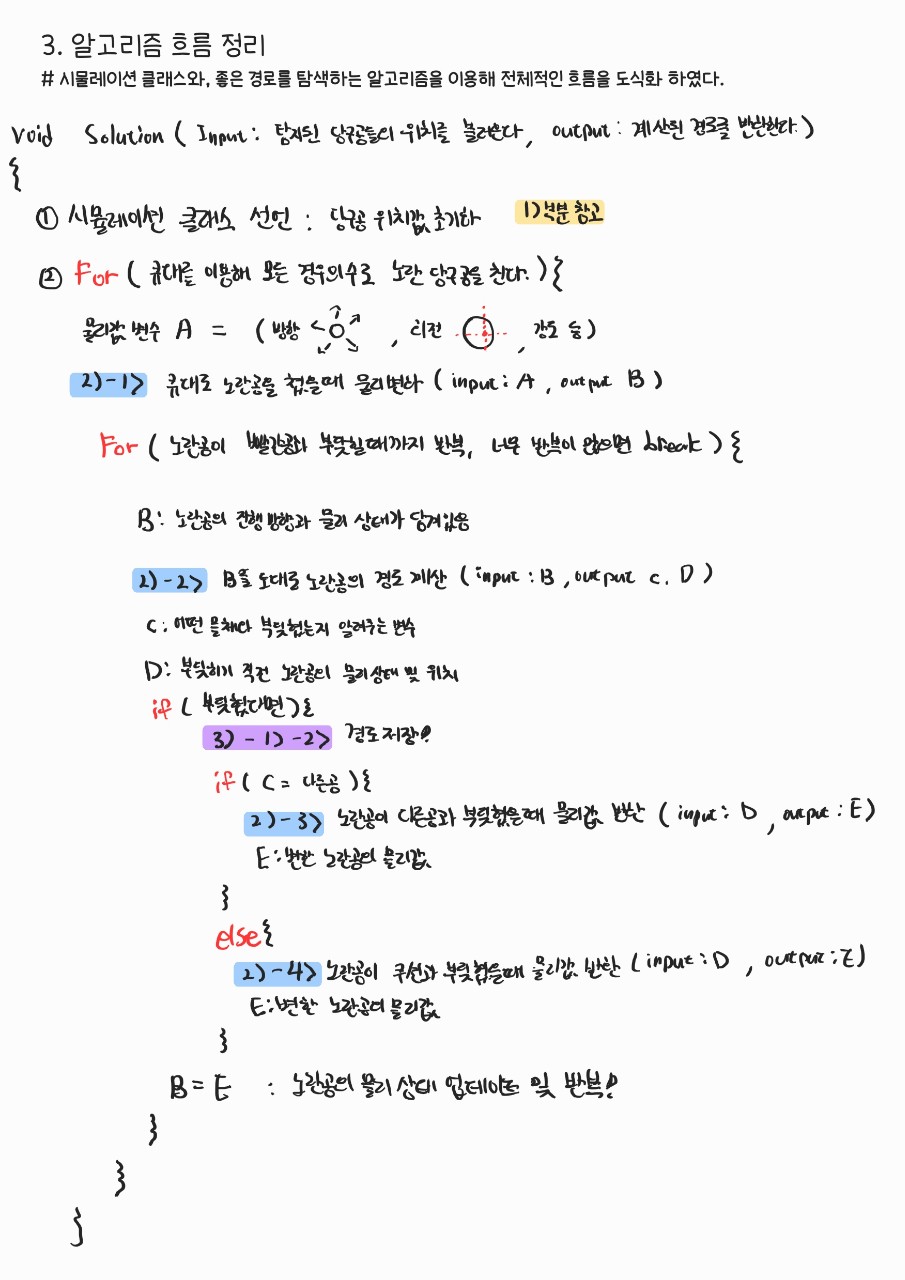 3. 알고리즘 흐름 정리
# 시뮬레이션 클래스와, 좋은 경로를 탐색하는 알고리즘을 이용해 전체적인 흐름을 도식화 하였다.
void Solution ( Input : 탐지된 당구공들의 위치를 불러온다, output : 계산된 경로를 반환한다. )
{
① 시뮬레이션 클래스 선언 : 당구공 위치값 초기화 1)부분 참고
② For ( 큐대를 이용해 모든 경우의수로 노란 당구공을 친다. ) {
물리값 변수 A = ( 방향 , 회전 , 강도 등 )
2)-1> 큐대로 노란공을 쳤을때 물리변화 ( input : A , output B )
For ( 노란공이 빨간공과 부딪힐때까지 반복, 너무 반복이 많으면 break ) {
B : 노란공의 진행 방향과 물리 상태가 담겨있음
2)-2> B를 토대로 노란공의 경로 계산 ( input : B , output C, D )
C : 어떤 물체와 부딪혔는지 알려주는 변수
D : 부딪히기 직전 노란공의 물리상태 및 위치
if ( 부딪혔다면 ) {
3)-1)-2> 경로저장!
if ( C = 다른공 ) {
2)-3> 노란공이 다른공과 부딪혔을때 물리값 반환 ( input : D , output : E )
E : 변한 노란공의 물리값
}
else {
2)-4> 노란공이 쿠션과 부딪혔을때 물리값 반환 ( input : D , output : E )
E : 변한 노란공의 물리값
}
B = E : 노란공의 물리 상태 업데이트 및 반복!
}
}
}